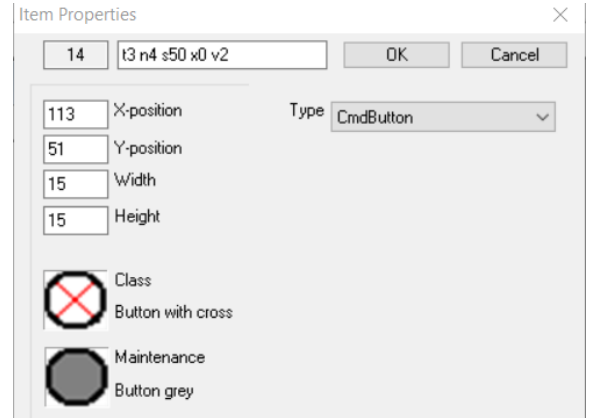 Item Properties
14 t3 n4 s50 x0 v2 OK Cancel
113 X-position Type CmdButton
51 Y-position
15 Width
15 Height
Class
Button with cross
Maintenance
Button grey